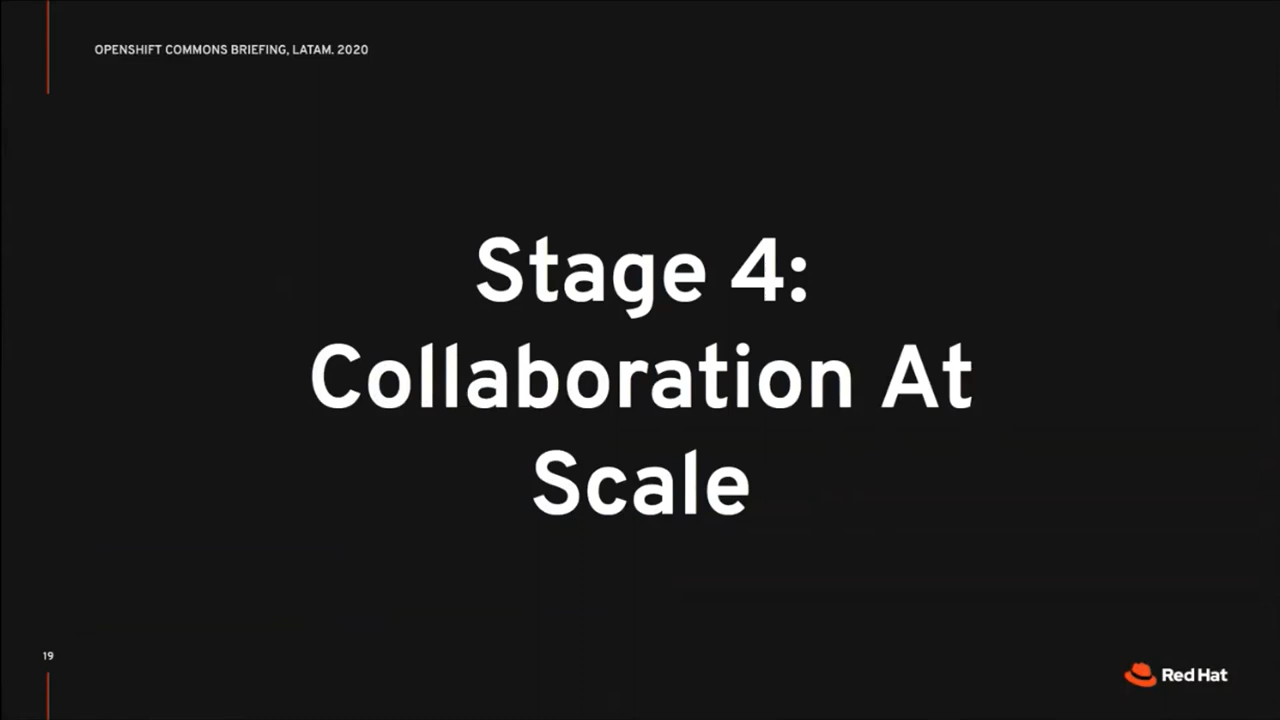 OPENSHIFT COMMONS BRIEFING, LATAM. 2020
Stage 4:
Collaboration At
Scale
19
Red Hat